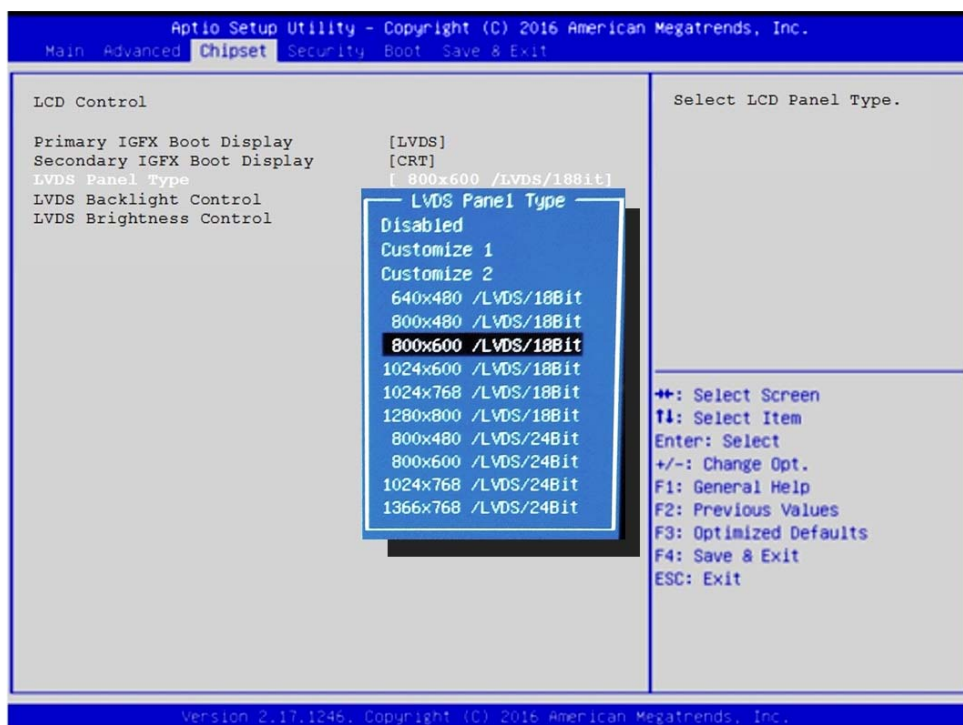 Aptio Setup Utility - Copyright (C) 2016 American Megatrends, Inc.
Main Advanced Chipset Security Boot Save & Exit
LCD Control
Primary IGFX Boot Display [LVDS]
Secondary IGFX Boot Display [CRT]
LVDS Panel Type [ 800x600 /LVDS/188it]
LVDS Backlight Control
LVDS Brightness Control
LVDS Panel Type
Disabled
Customize 1
Customize 2
640x480 /LVDS/18Bit
800x480 /LVDS/18Bit
800x600 /LVDS/18Bit
1024x600 /LVDS/18Bit
1024x768 /LVDS/18Bit
1280x800 /LVDS/18Bit
800x480 /LVDS/24Bit
800x600 /LVDS/24Bit
1024x768 /LVDS/24Bit
1366x768 /LVDS/24Bit
Select LCD Panel Type.
→←: Select Screen
↑↓: Select Item
Enter: Select
+/-: Change Opt.
F1: General Help
F2: Previous Values
F3: Optimized Defaults
F4: Save & Exit
ESC: Exit
Version 2.17.1246. Copyright (C) 2016 American Megatrends, Inc.